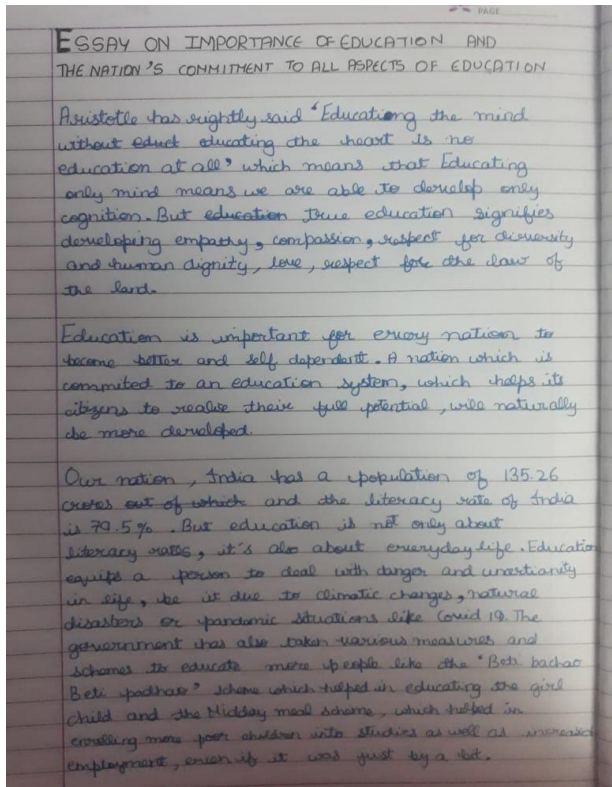 PAGE
ESSAY ON IMPORTANCE OF EDUCATION AND
THE NATION'S COMMITMENT TO ALL ASPECTS OF EDUCATION
Aristotle has rightly said 'Educationg the mind
without educt educating the heart is no
education at all' which means that Educating
only mind means we are able to develop only
cognition. But education true education signifies
developing empathy, compassion, respect for diversity
and human dignity, love, respect for the law of
the land.
Education is important for every nation to
become better and self dependent. A nation which is
commited to an education system, which helps its
citizens to realise their full potential, will naturally
be more developed.
Our nation, India has a population of 135.26
crores out of which and the literacy rate of India
is 79.5%. But education is not only about
literacy rates, it's also about everyday life. Education
equips a person to deal with danger and uncertianity
in life, be it due to climatic changes, natural
disasters or pandamic situations like Covid 19. The
government has also taken various measures and
schemes to educate more people like the "Beti bachao
Beti padhao" scheme which helped in educating the girl
child and the Midday meal scheme, which helped in
enrolling more poor children into studies as well as increased
employment, even if it was just by a bit.